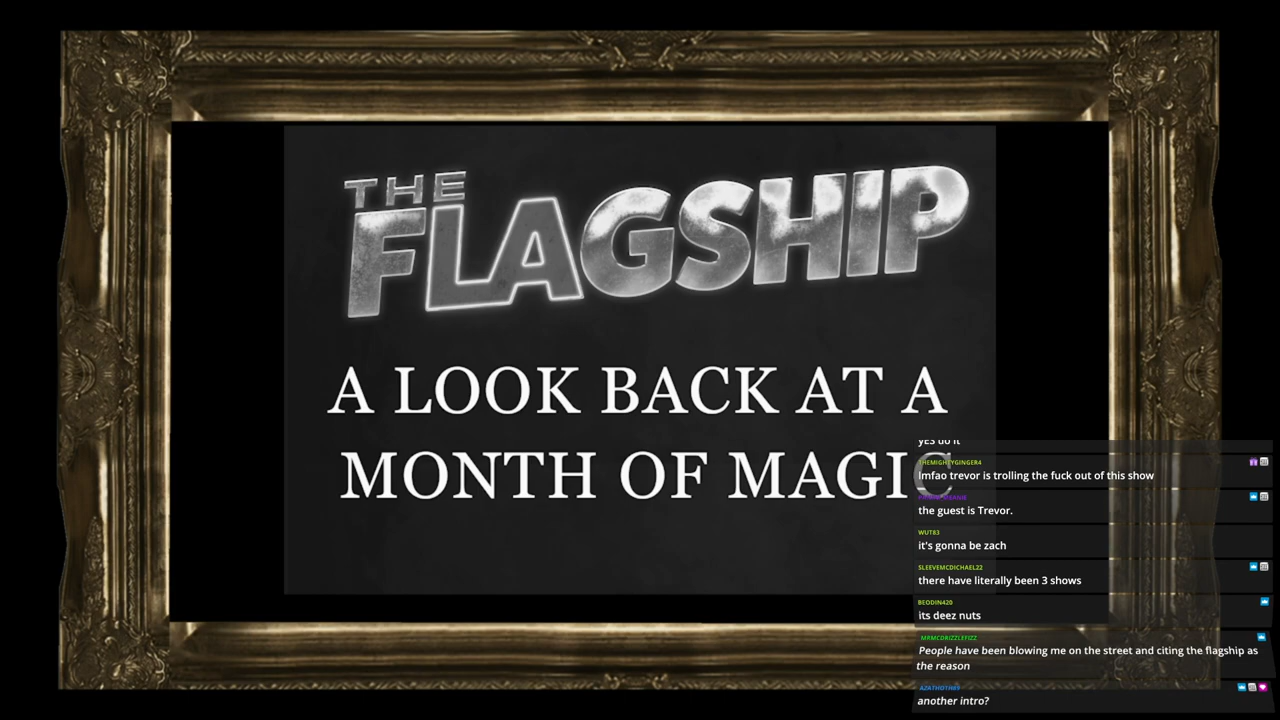 THE
FLAGSHIP
A LOOK BACK AT A
MONTH OF MAGIC
yES do it
THEMIGHTYGINGER4
lmfao trevor is trolling the fuck out of this show
the guest is Trevor.
WUT83
it's gonna be zach
SLEEVEMCDICHAEL22
there have literally been 3 shows
BEODIN420
its deez nuts
MRMCDRIZZLEFIZZ
People have been blowing me on the street and citing the flagship as
the reason
another intro?